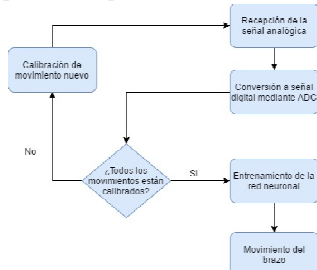 Recepción de la
señal analógica
Calibración de
movimiento nuevo
Conversión a señal
digital mediante ADC
No
¿Todos los
movimientos están
calibrados?
Si
Entrenamiento de la
red neuronal
Movimiento del
brazo